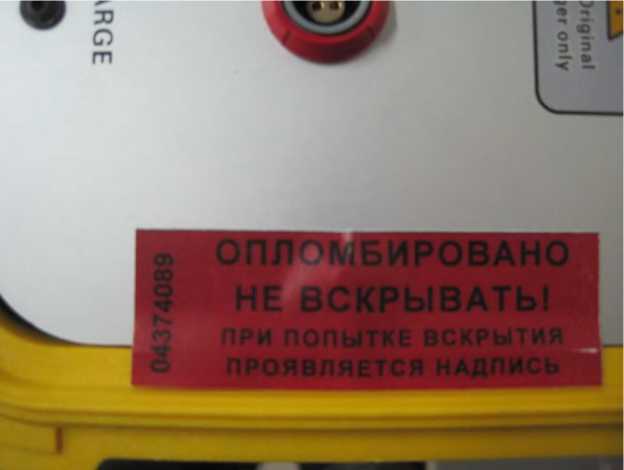 ARGE
Original
ger only
ОПЛОМБИРОВАНО
НЕ ВСКРЫВАТЬ!
ПРИ ПОПЫТКЕ ВСКРЫТИЯ
ПРОЯВЛЯЕТСЯ НАДПИСЬ
04374089